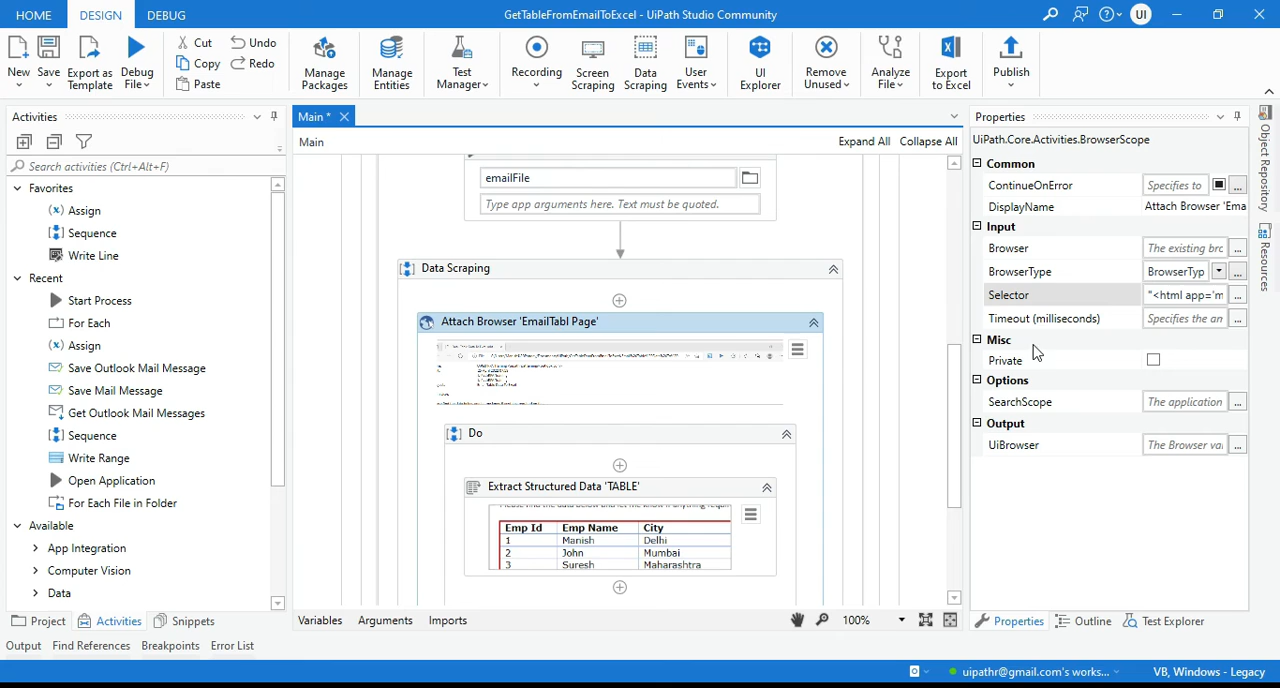 HOME DESIGN DEBUG GetTableFromEmailToExcel - UiPath Studio Community UI
New Save Export as Template Debug File Cut Copy Paste Undo Redo Manage Packages Manage Entities Test Manager Recording Screen Scraping Data Scraping User Events UI Explorer Remove Unused Analyze File Export to Excel Publish
Activities
Search activities (Ctrl+Alt+F)
Favorites
Assign
Sequence
Write Line
Recent
Start Process
For Each
Assign
Save Outlook Mail Message
Save Mail Message
Get Outlook Mail Messages
Sequence
Write Range
Open Application
For Each File in Folder
Available
App Integration
Computer Vision
Data
Project Activities Snippets
Main *
Main Expand All Collapse All
emailFile
Type app arguments here. Text must be quoted.
Data Scraping
Attach Browser 'EmailTabl Page'
Do
Extract Structured Data 'TABLE'
Emp Id Emp Name City
1 Manish Delhi
2 John Mumbai
3 Suresh Maharashtra
Variables Arguments Imports 100%
Properties
UiPath.Core.Activities.BrowserScope
Common
ContinueOnError Specifies to ...
DisplayName Attach Browser 'Ema
Input
Browser The existing bro ...
BrowserType BrowserTyp ...
Selector "<html app='m ...
Timeout (milliseconds) Specifies the am ...
Misc
Private
Options
SearchScope The application ...
Output
UiBrowser The Browser va ...
Properties Outline Test Explorer
Object Repository
Resources
Output Find References Breakpoints Error List
uipathr@gmail.com's works... VB, Windows - Legacy